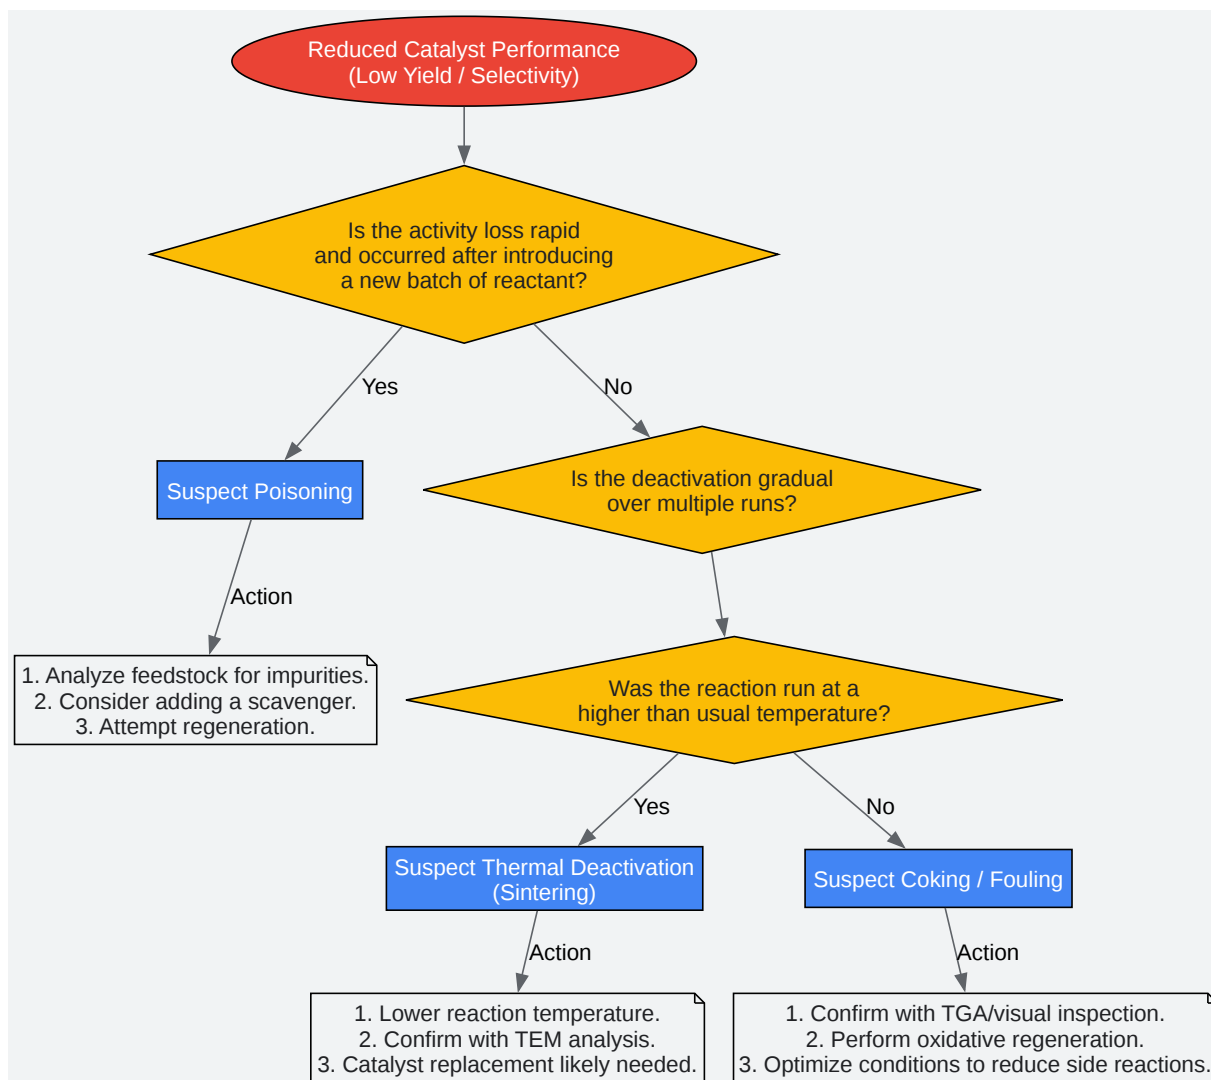 Reduced Catalyst Performance
(Low Yield / Selectivity)
Is the activity loss rapid
and occurred after introducing
a new batch of reactant?
Yes
No
Suspect Poisoning
Is the deactivation gradual
over multiple runs?
Action
1. Analyze feedstock for impurities.
2. Consider adding a scavenger.
3. Attempt regeneration.
Was the reaction run at a
higher than usual temperature?
Yes
No
Suspect Thermal Deactivation
(Sintering)
Suspect Coking / Fouling
Action
Action
1. Lower reaction temperature.
2. Confirm with TEM analysis.
3. Catalyst replacement likely needed.
1. Confirm with TGA/visual inspection.
2. Perform oxidative regeneration.
3. Optimize conditions to reduce side reactions.